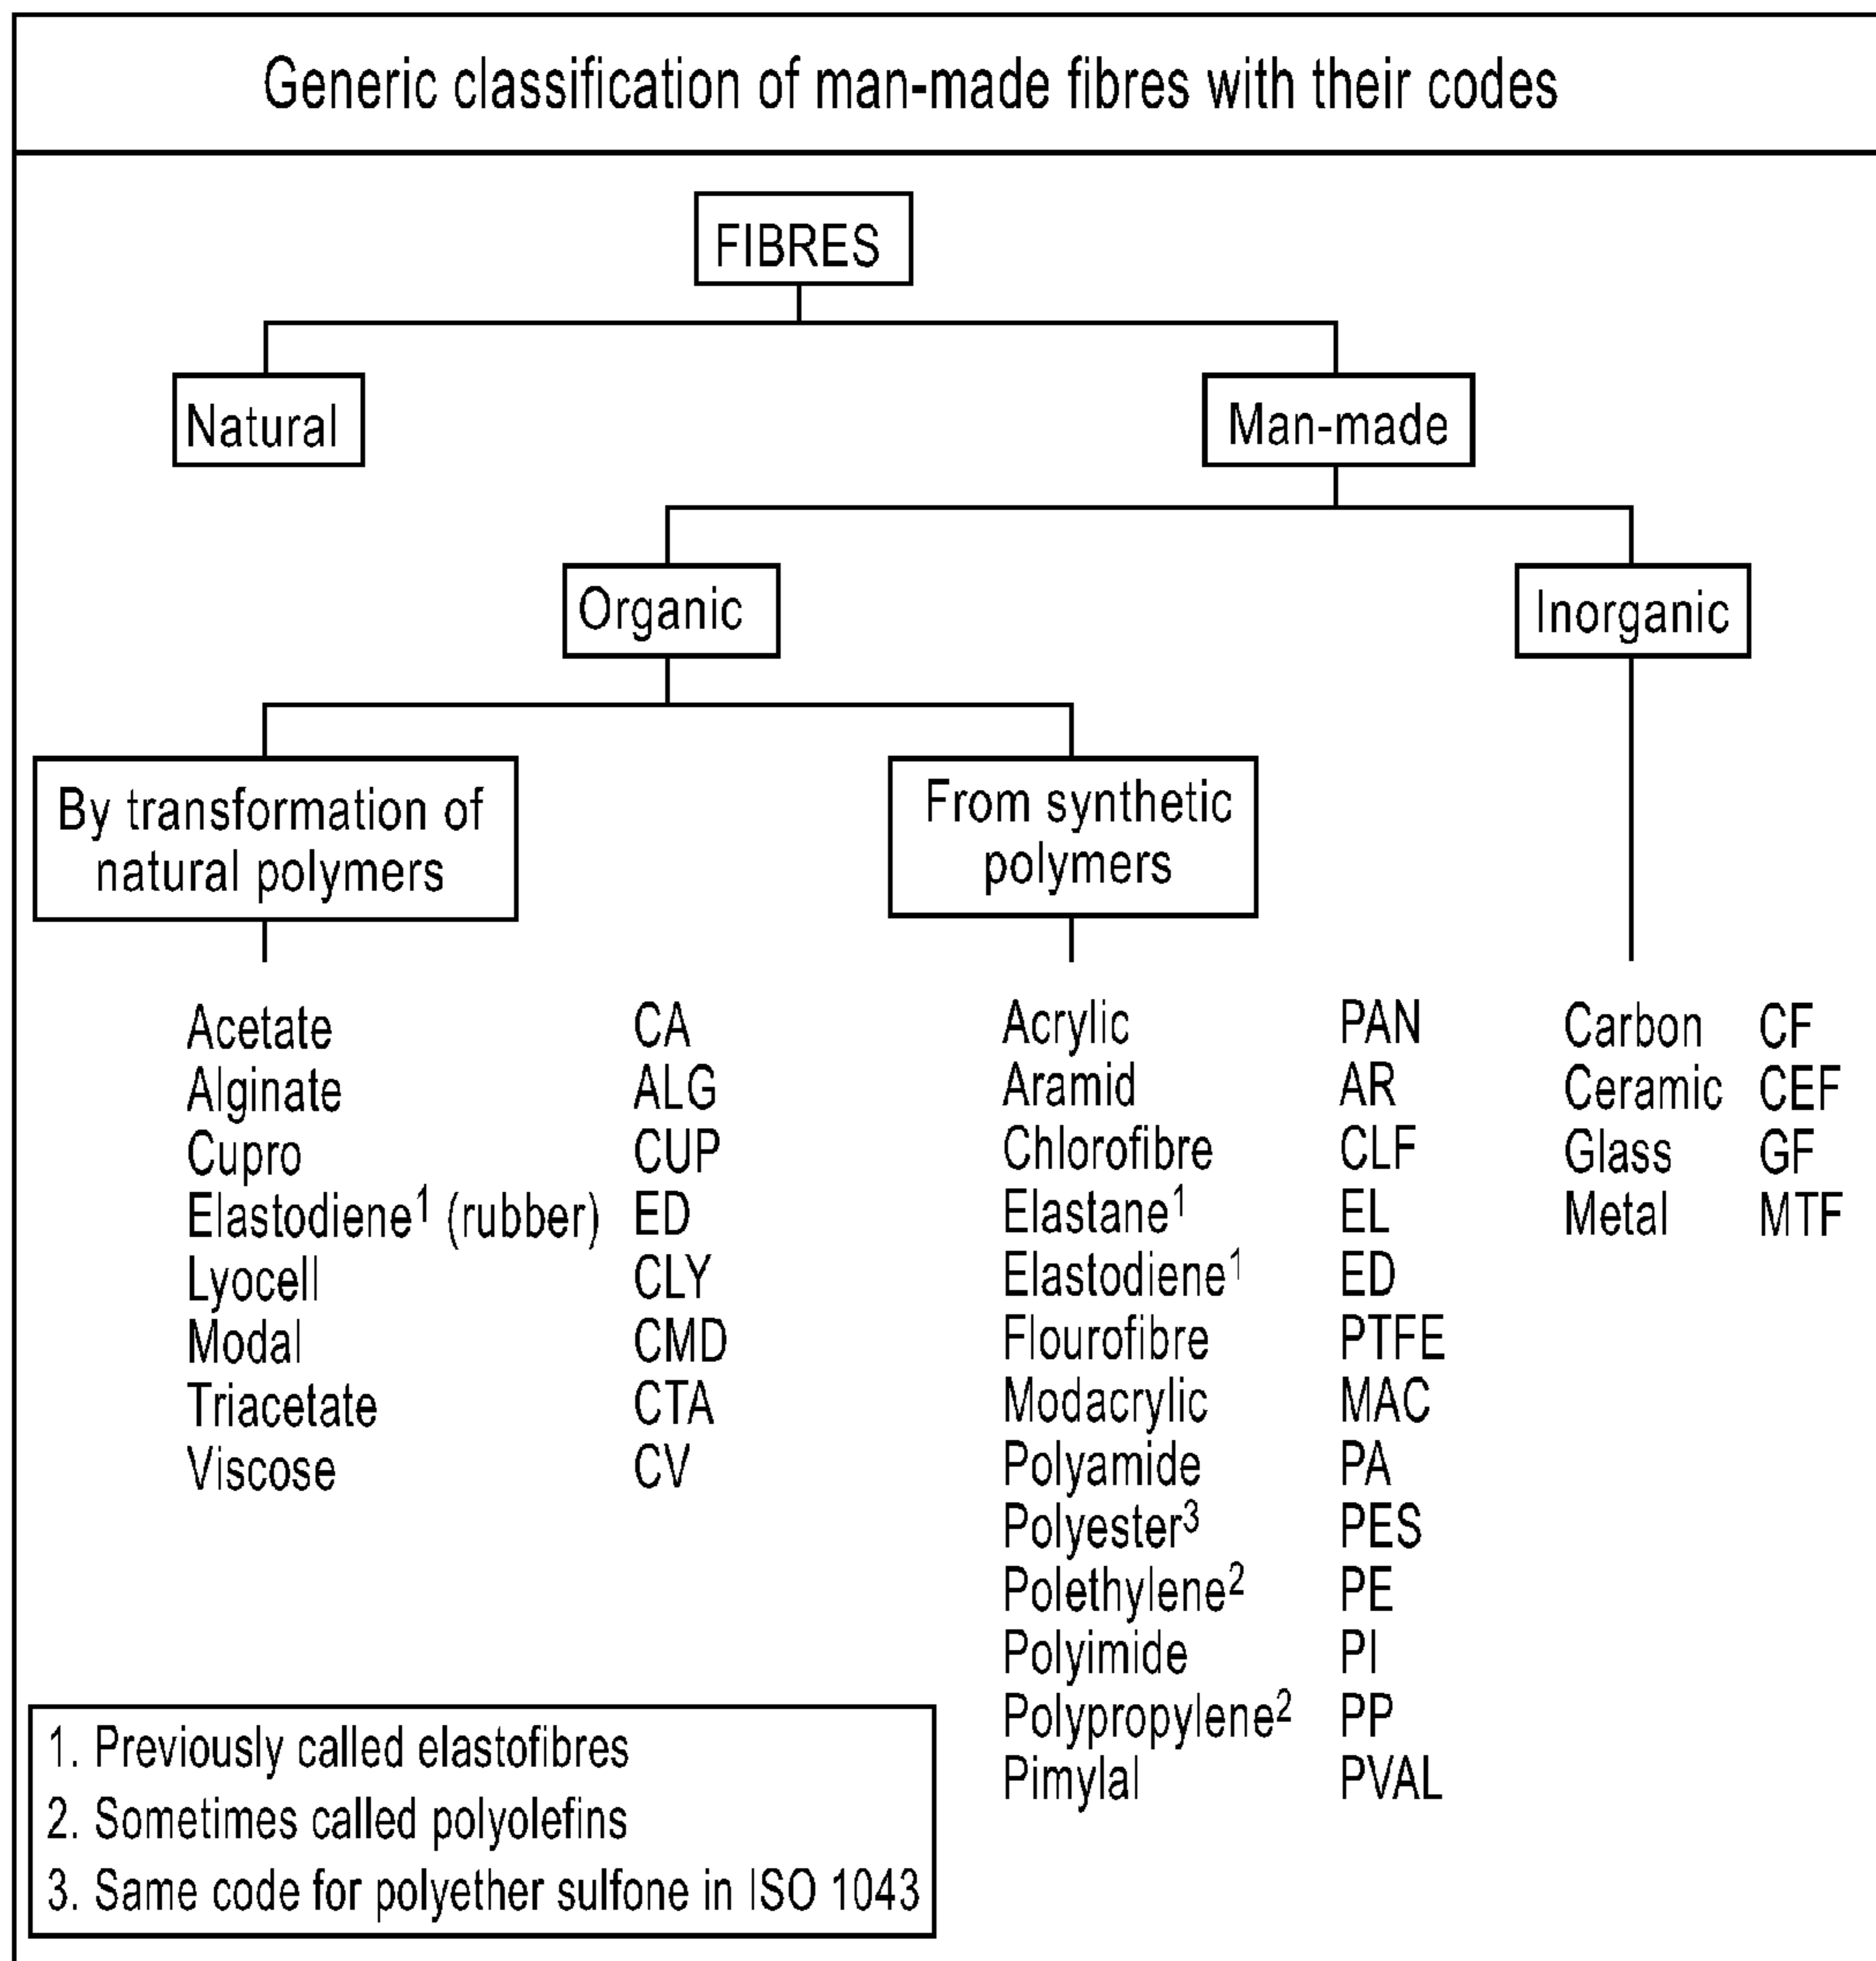 Generic classification of man-made fibres with their codes
FIBRES
Natural
Man-made
Organic
Inorganic
By transformation of
natural polymers
From synthetic
polymers
Acetate CA
Alginate ALG
Cupro CUP
Elastodiene¹ (rubber) ED
Lyocell CLY
Modal CMD
Triacetate CTA
Viscose CV
Acrylic PAN
Aramid AR
Chlorofibre CLF
Elastane¹ EL
Elastodiene¹ ED
Flourofibre PTFE
Modacrylic MAC
Polyamide PA
Polyester³ PES
Polethylene² PE
Polyimide PI
Polypropylene² PP
Pimylal PVAL
Carbon CF
Ceramic CEF
Glass GF
Metal MTF
1. Previously called elastofibres
2. Sometimes called polyolefins
3. Same code for polyether sulfone in ISO 1043